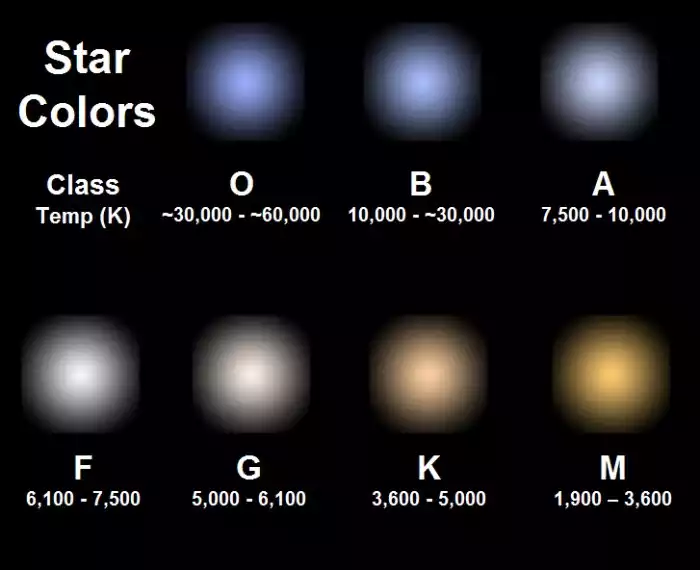 Star
Colors
Class O B A
Temp (K) ~30,000 - ~60,000 10,000 - ~30,000 7,500 - 10,000
F G K M
6,100 - 7,500 5,000 - 6,100 3,600 - 5,000 1,900 – 3,600